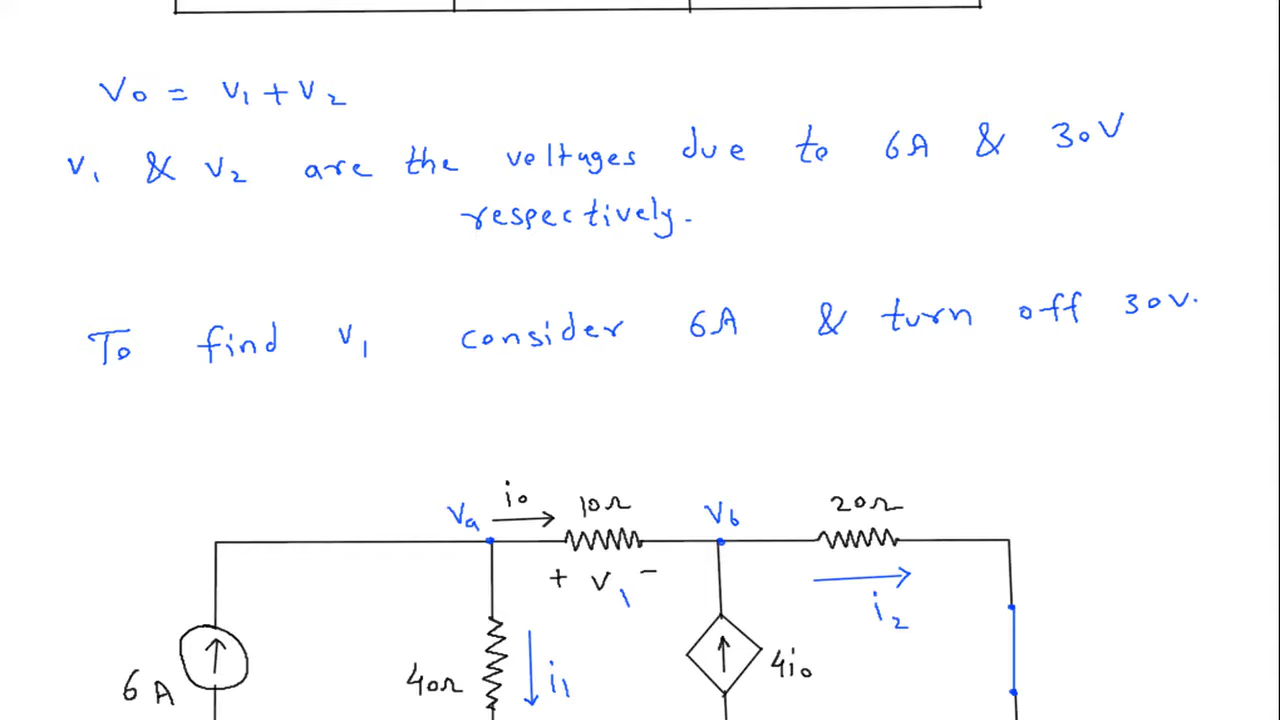 Vo = V1 + V2
V1 & V2 are the voltages due to 6A & 30V
respectively.
To find V1 consider 6A & turn off 30V.
Va io 10Ω Vb 20Ω
+ V1 -
i2
6A 40Ω i1 4io